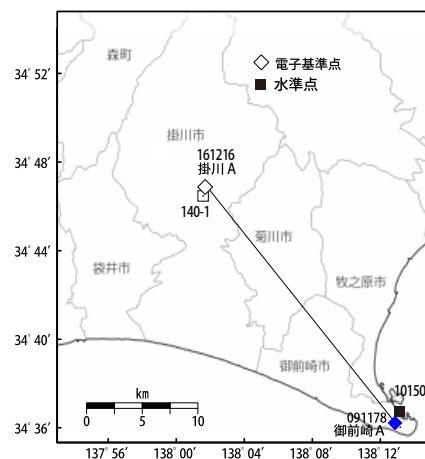 34° 52′
34° 48′
34° 44′
34° 40′
34° 36′
森町
◇ 電子基準点
■ 水準点
掛川市
161216
掛川 A
140-1
菊川市
袋井市
牧之原市
御前崎市
km
0 5 10
10150
091178
御前崎 A
137° 56′ 138° 00′ 138° 04′ 138° 08′ 138° 12′